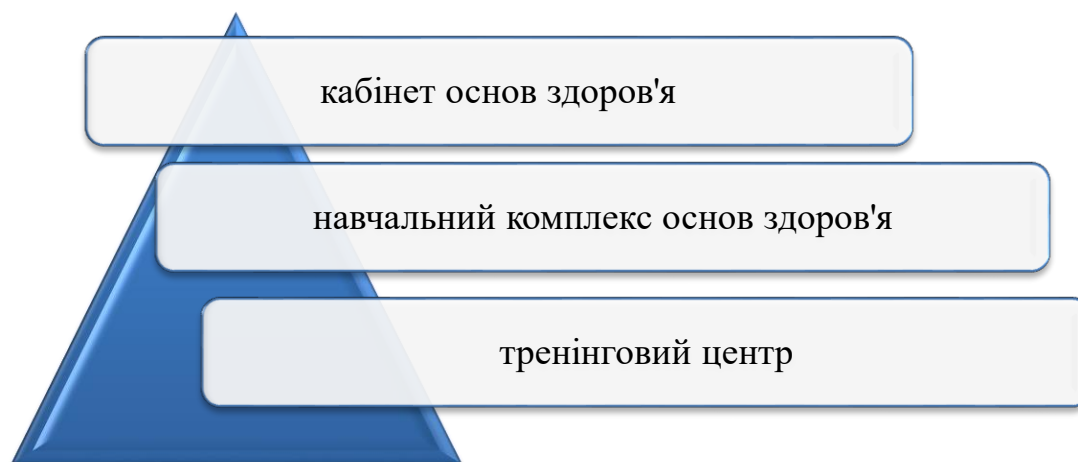 кабінет основ здоров'я
навчальний комплекс основ здоров'я
тренінговий центр